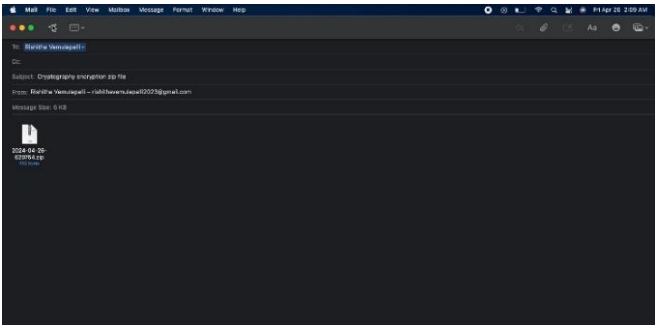 Mail File Edit View Mailbox Message Format Window Help Fri Apr 26 2:09 AM
Aa
To: Rishitha Vemulapalli
Cc:
Subject: Cryptography encryption zip file
From: Rishitha Vemulapalli – rishithavemulapalli2023@gmail.com
Message Size: 6 KB
2024-04-26-
620764.zip